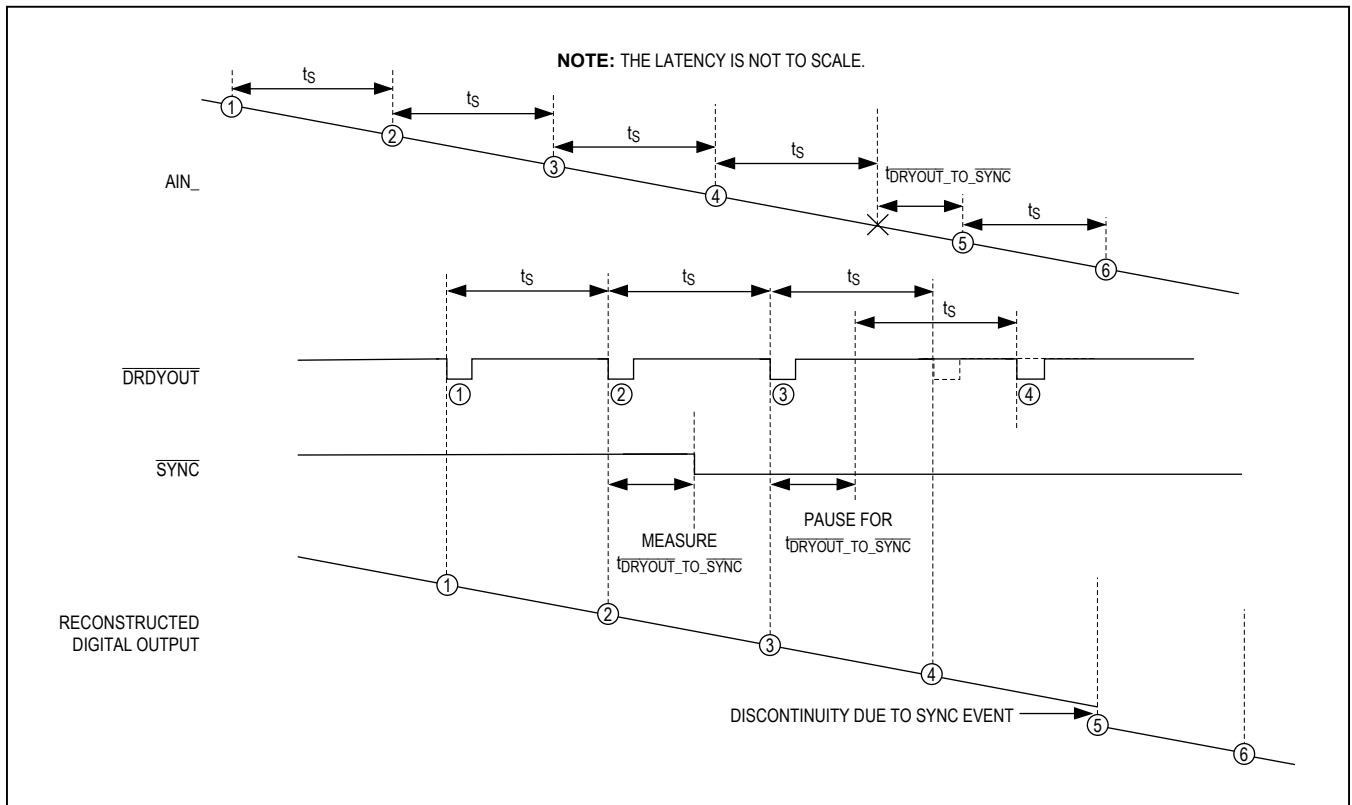 NOTE: THE LATENCY IS NOT TO SCALE.
tS
tS
tS
tS
tDRYOUT_TO_SYNC
tS
1
2
3
4
5
6
AIN_
tS
tS
tS
tS
DRDYOUT
1
2
3
4
SYNC
MEASURE
tDRYOUT_TO_SYNC
PAUSE FOR
tDRYOUT_TO_SYNC
RECONSTRUCTED
DIGITAL OUTPUT
1
2
3
4
DISCONTINUITY DUE TO SYNC EVENT
5
6